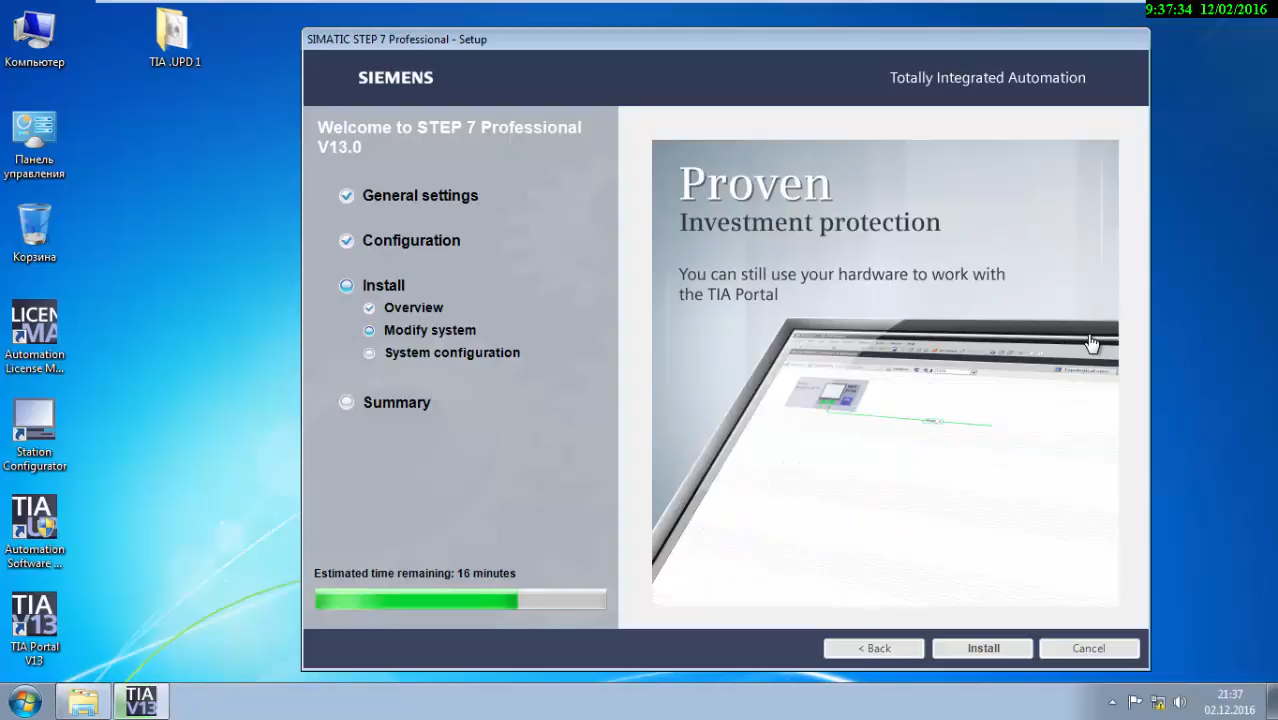 9:37:34 12/02/2016
Компьютер
TIA .UPD 1
Панель
управления
Корзина
LICEN
MA
Automation
License M...
Station
Configurator
TIA
U
Automation
Software ...
TIA
V13
TIA Portal
V13
SIMATIC STEP 7 Professional - Setup
SIEMENS
Totally Integrated Automation
Welcome to STEP 7 Professional
V13.0
General settings
Configuration
Install
Overview
Modify system
System configuration
Summary
Estimated time remaining: 16 minutes
Proven
Investment protection
You can still use your hardware to work with
the TIA Portal
< Back
Install
Cancel
TIA
V13
21:37
02.12.2016